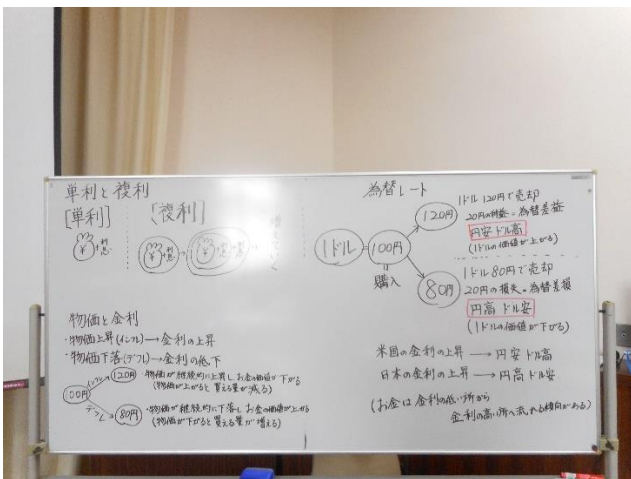 単利と複利
[単利]
[複利]
¥+利息
¥+利息+利息
物価と金利
・物価上昇(インフレ)→金利の上昇
・物価下落(デフレ)→金利の低下
100円
インフレ
120円
・物価が継続的に上昇しお金の価値が下がる
(物価が上がると買える量が減る)
デフレ
80円
・物価が継続的に下落しお金の価値が上がる
(物価が下がると買える量が増える)
為替レート
1ドル=100円
購入
120円
1ドル120円で売却
20円の利益=為替差益
円安ドル高
(1ドルの価値が上がる)
80円
1ドル80円で売却
20円の損失=為替差損
円高ドル安
(1ドルの価値が下がる)
米国の金利の上昇→円安ドル高
日本の金利の上昇→円高ドル安
(お金は金利の低い所から
金利の高い所へ流れる傾向がある)